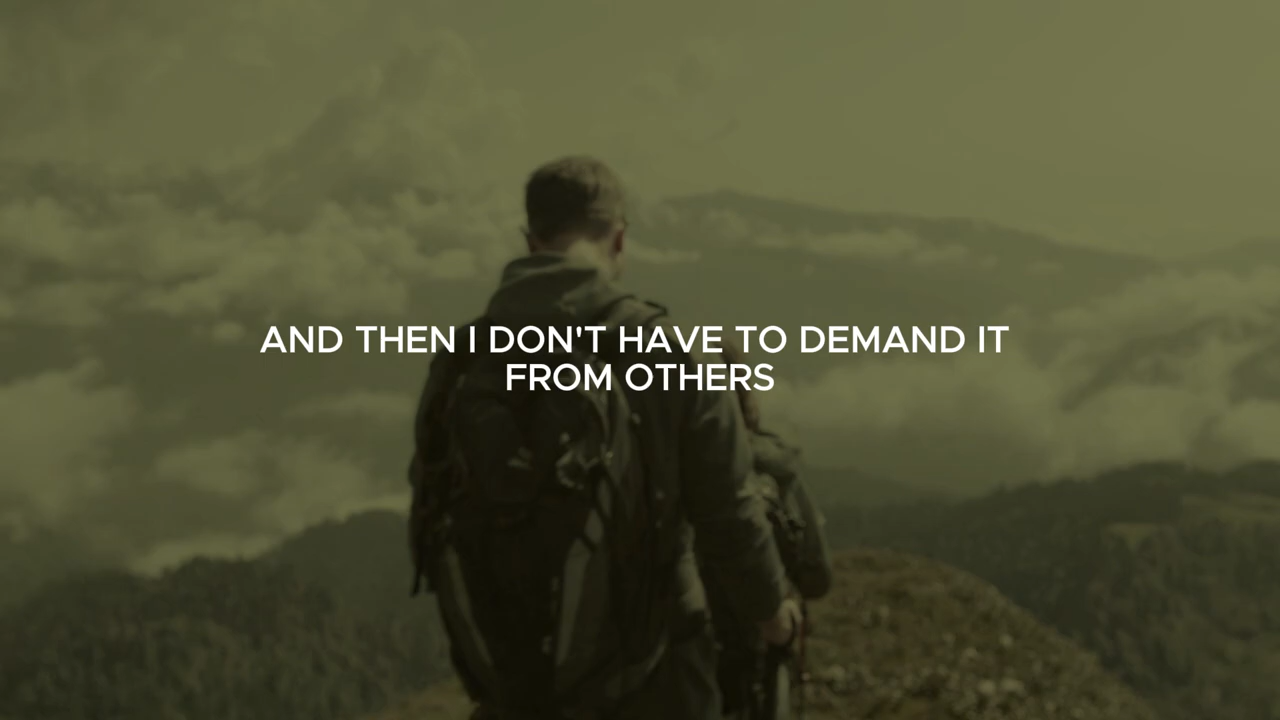 AND THEN I DON'T HAVE TO DEMAND IT
FROM OTHERS